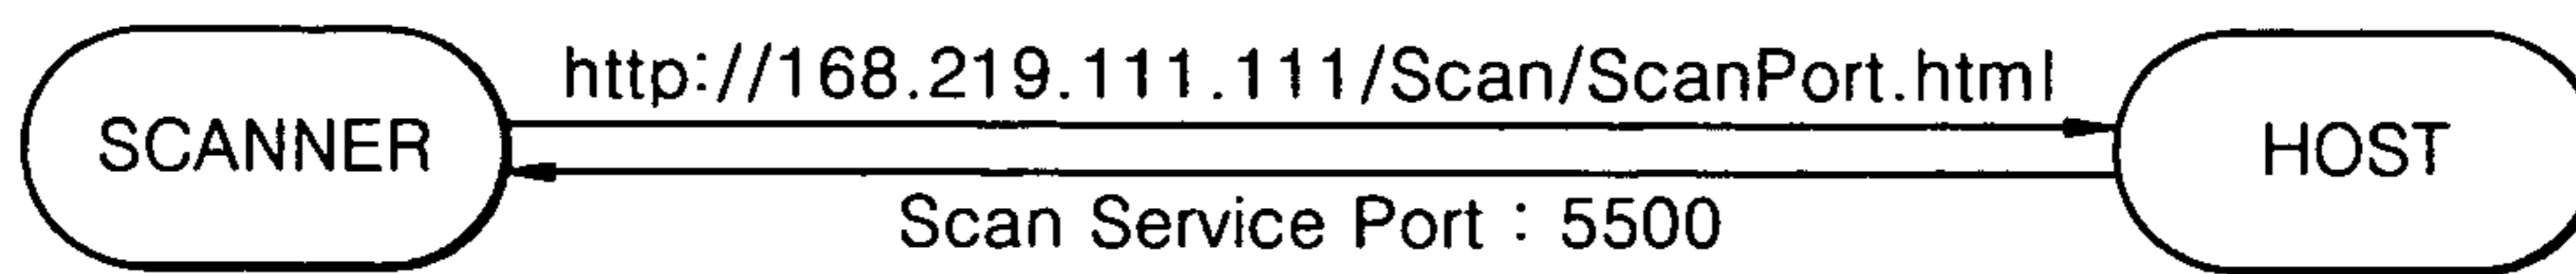 http://168.219.111.111/Scan/ScanPort.html
SCANNER
HOST
Scan Service Port : 5500